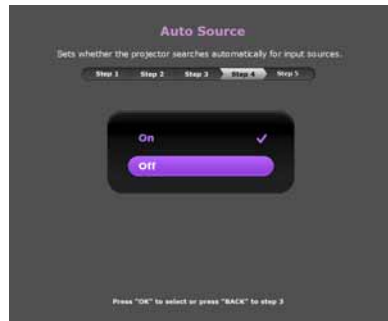 Auto Source
Sets whether the projector searches automatically for input sources.
Step 1 Step 2 Step 3 Step 4 Step 5
On
Off
Press "OK" to select or press "BACK" to step 3